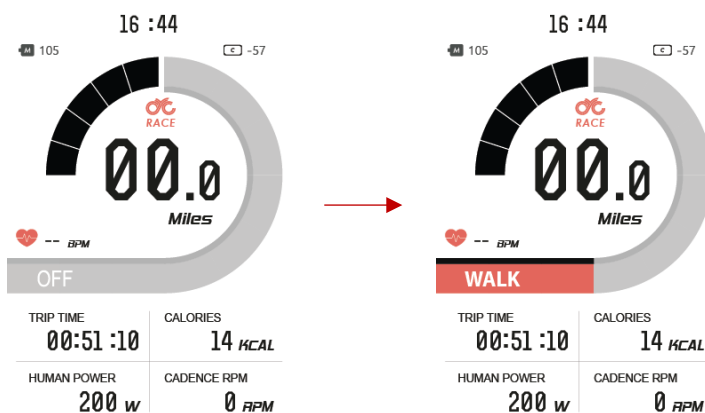 16 :44
M 105
C -57
RACE
00.0
Miles
-- BPM
OFF
TRIP TIME
00:51 :10
CALORIES
14 KCAL
HUMAN POWER
200 W
CADENCE RPM
0 RPM
16 :44
M 105
C -57
RACE
00.0
Miles
-- BPM
WALK
TRIP TIME
00:51 :10
CALORIES
14 KCAL
HUMAN POWER
200 W
CADENCE RPM
0 RPM